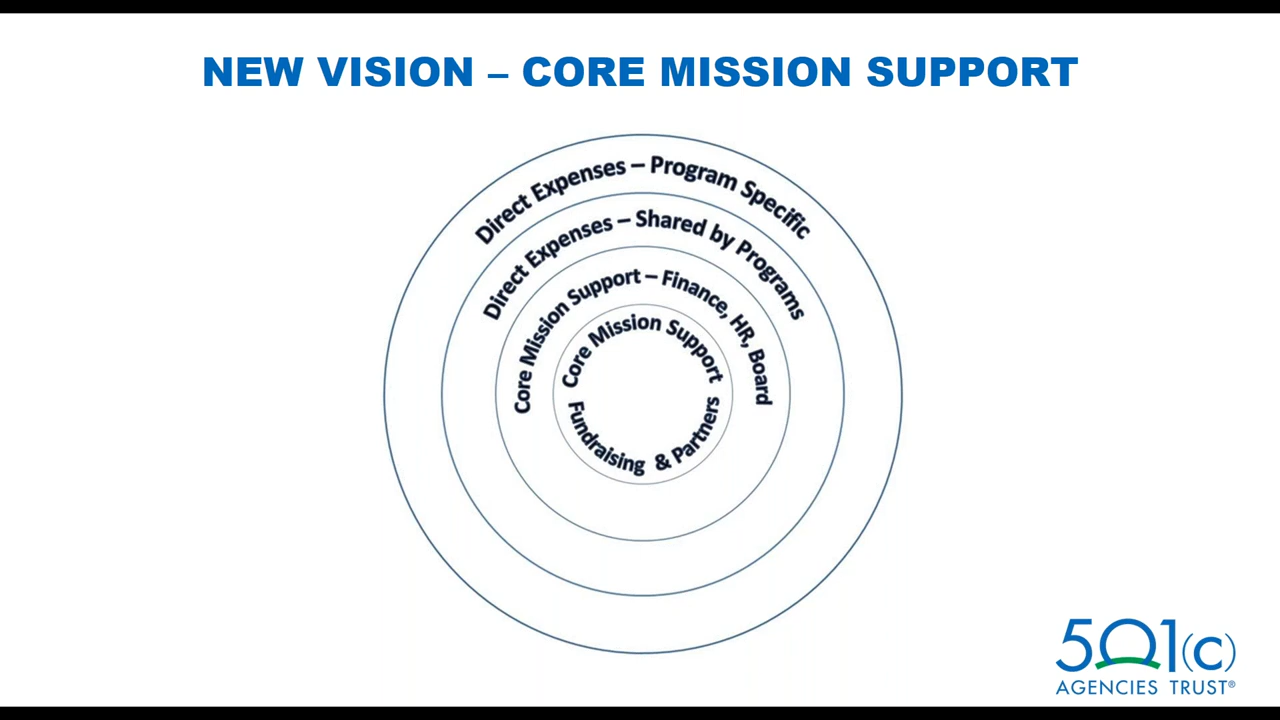 NEW VISION – CORE MISSION SUPPORT
Direct Expenses – Program Specific
Direct Expenses – Shared by Programs
Core Mission Support – Finance, HR, Board
Core Mission Support
Fundraising & Partners
501(c)
AGENCIES TRUST®